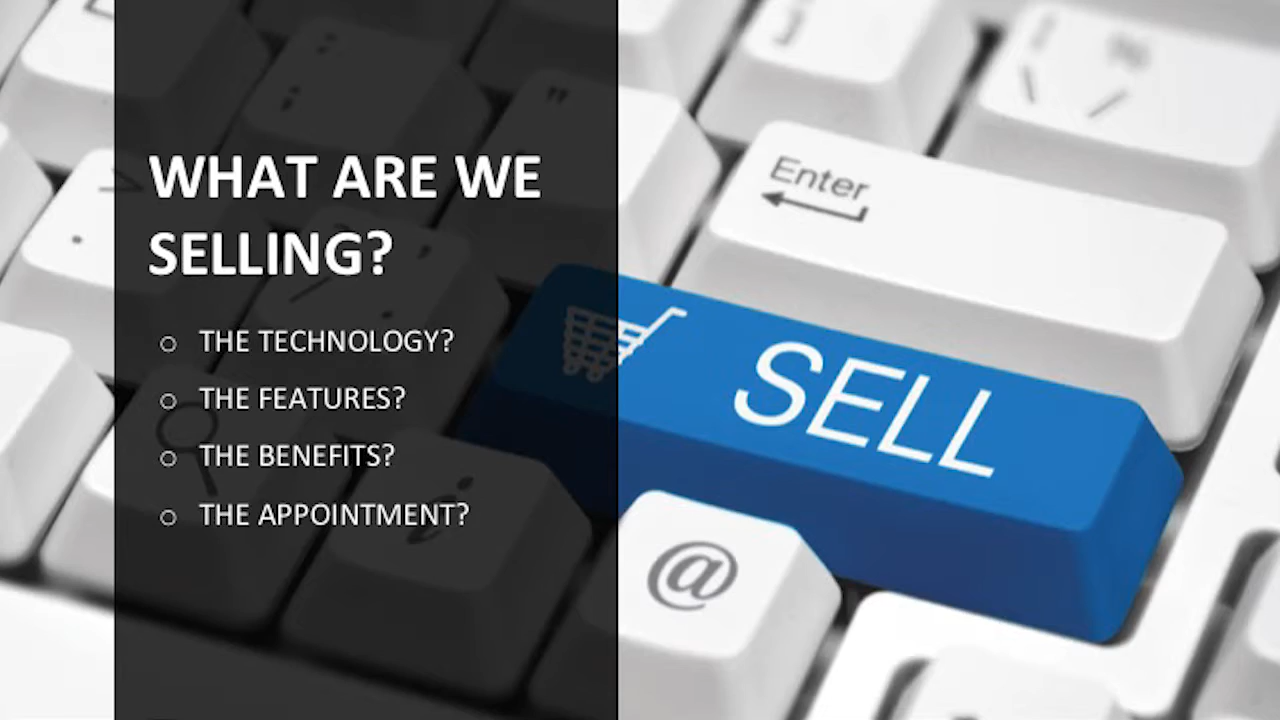 WHAT ARE WE
SELLING?
THE TECHNOLOGY?
THE FEATURES?
THE BENEFITS?
THE APPOINTMENT?
Enter
SELL
@